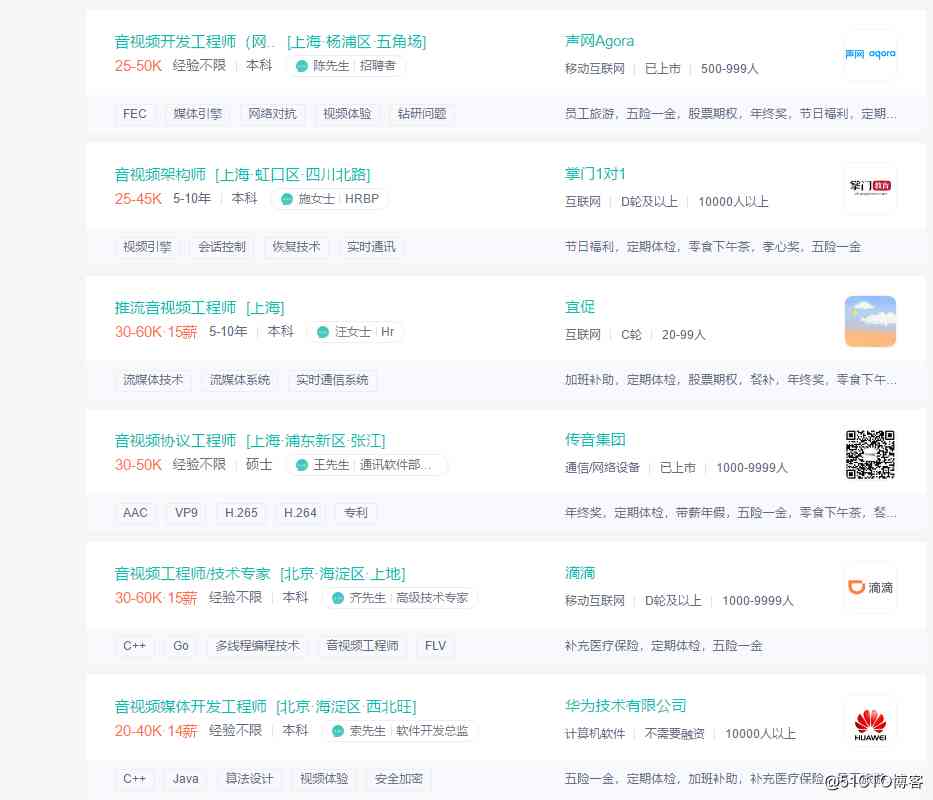 音视频开发工程师（网.. [上海·杨浦区·五角场]
25-50K 经验不限 本科 陈先生 招聘者
声网Agora
移动互联网 已上市 500-999人
声网 agora
FEC 媒体引擎 网络对抗 视频体验 钻研问题
员工旅游，五险一金，股票期权，年终奖，节日福利，定期...
音视频架构师 [上海·虹口区·四川北路]
25-45K 5-10年 本科 施女士 HRBP
掌门1对1
互联网 D轮及以上 10000人以上
掌门教育
视频引擎 会话控制 恢复技术 实时通讯
节日福利，定期体检，零食下午茶，孝心奖，五险一金
推流音视频工程师 [上海]
30-60K·15薪 5-10年 本科 汪女士 Hr
宜促
互联网 C轮 20-99人
流媒体技术 流媒体系统 实时通信系统
加班补助，定期体检，股票期权，餐补，年终奖，零食下午...
音视频协议工程师 [上海·浦东新区·张江]
30-50K 经验不限 硕士 王先生 通讯软件部...
传音集团
通信/网络设备 已上市 1000-9999人
AAC VP9 H.265 H.264 专利
年终奖，定期体检，带薪年假，五险一金，零食下午茶，餐...
音视频工程师/技术专家 [北京·海淀区·上地]
30-60K·15薪 经验不限 本科 齐先生 高级技术专家
滴滴
移动互联网 D轮及以上 1000-9999人
滴滴
C++ Go 多线程编程技术 音视频工程师 FLV
补充医疗保险，定期体检，五险一金
音视频媒体开发工程师 [北京·海淀区·西北旺]
20-40K·14薪 经验不限 本科 索先生 软件开发总监
华为技术有限公司
计算机软件 不需要融资 10000人以上
HUAWEI
C++ Java 算法设计 视频体验 安全加密
五险一金，定期体检，加班补助，补充医疗保险
@51CTO博客